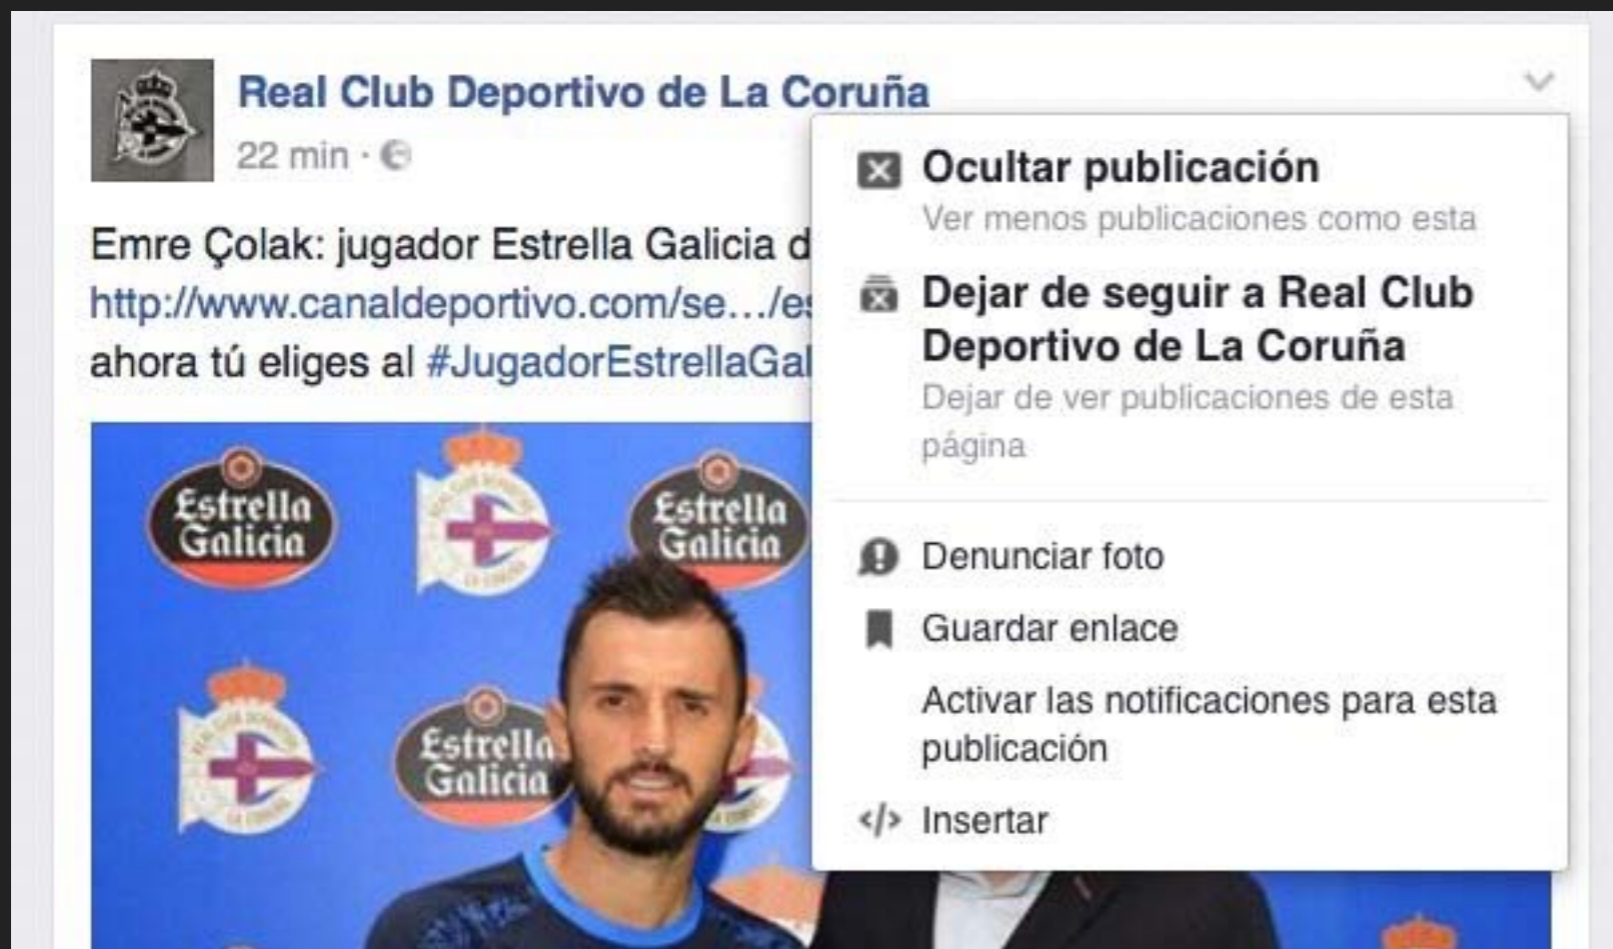 Real Club Deportivo de La Coruña
22 min ·
Emre Çolak: jugador Estrella Galicia d
http://www.canaldeportivo.com/se.../es
ahora tú eliges al #JugadorEstrellaGal
Ocultar publicación
Ver menos publicaciones como esta
Dejar de seguir a Real Club
Deportivo de La Coruña
Dejar de ver publicaciones de esta
página
Denunciar foto
Guardar enlace
Activar las notificaciones para esta
publicación
</> Insertar
Estrella
Galicia
Estrella
Galicia
Estrella
Galicia